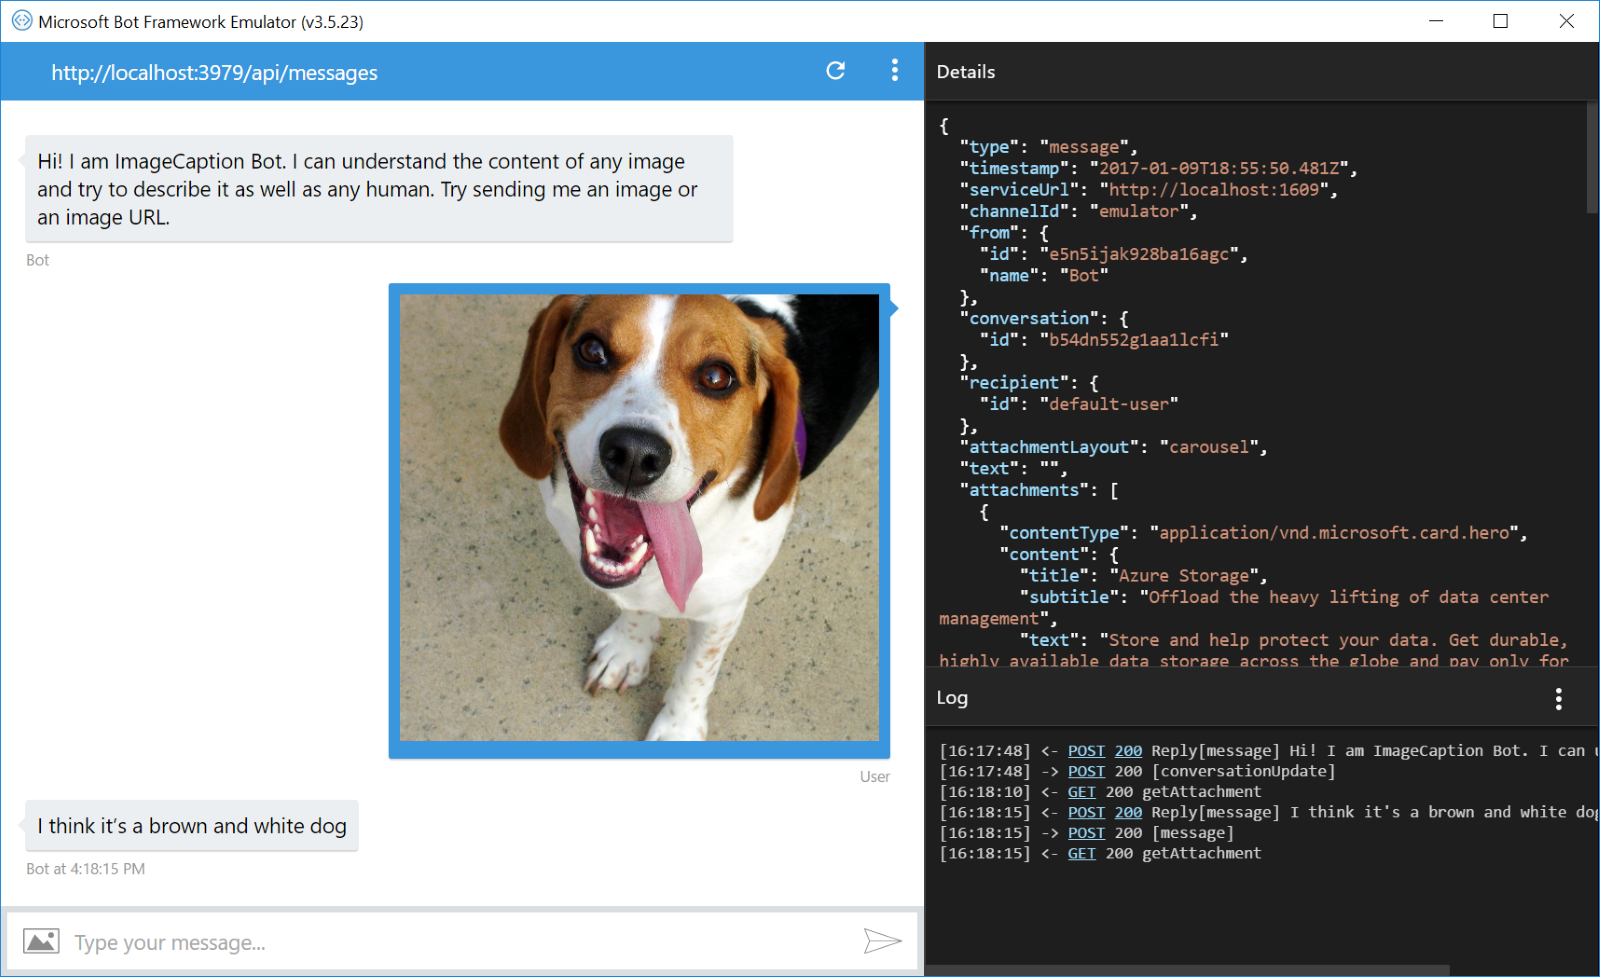 Microsoft Bot Framework Emulator (v3.5.23)
http://localhost:3979/api/messages
Hi! I am ImageCaption Bot. I can understand the content of any image
and try to describe it as well as any human. Try sending me an image or
an image URL.
Bot
User
I think it's a brown and white dog
Bot at 4:18:15 PM
Type your message...
Details
{
"type": "message",
"timestamp": "2017-01-09T18:55:50.481Z",
"serviceUrl": "http://localhost:1609",
"channelId": "emulator",
"from": {
"id": "e5n5ijak928ba16agc",
"name": "Bot"
},
"conversation": {
"id": "b54dn552g1aa1lcfi"
},
"recipient": {
"id": "default-user"
},
"attachmentLayout": "carousel",
"text": "",
"attachments": [
{
"contentType": "application/vnd.microsoft.card.hero",
"content": {
"title": "Azure Storage",
"subtitle": "Offload the heavy lifting of data center
management",
"text": "Store and help protect your data. Get durable,
highly available data storage across the globe and pay only for
Log
[16:17:48] <- POST 200 Reply[message] Hi! I am ImageCaption Bot. I can
[16:17:48] -> POST 200 [conversationUpdate]
[16:18:10] <- GET 200 getAttachment
[16:18:15] <- POST 200 Reply[message] I think it's a brown and white dog
[16:18:15] -> POST 200 [message]
[16:18:15] <- GET 200 getAttachment